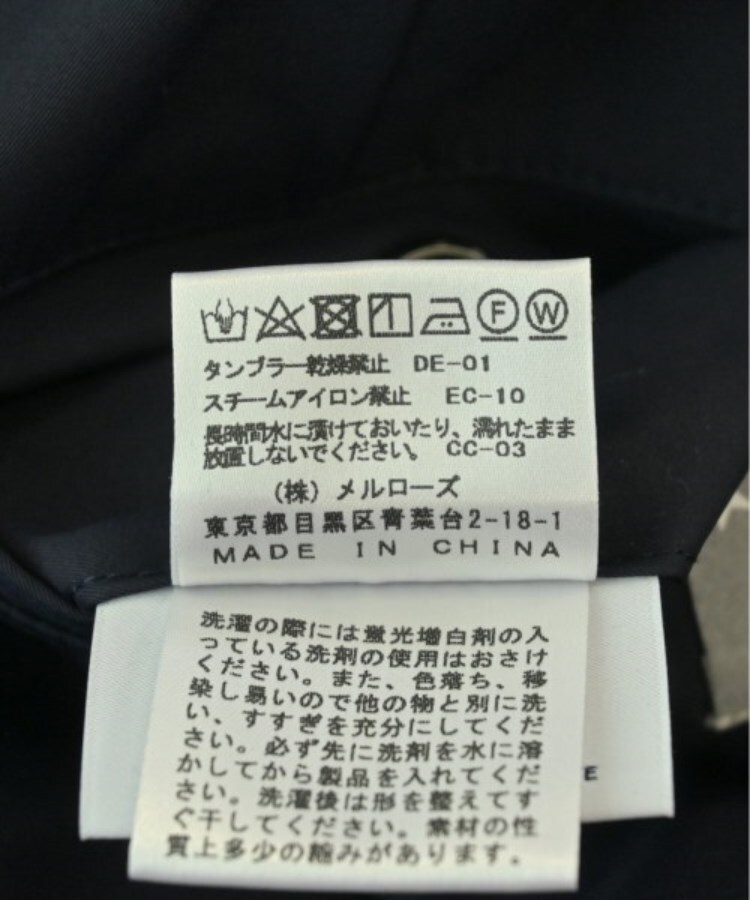 F W
タンブラー乾燥禁止 DE-01
スチームアイロン禁止 EC-10
長時間水に漬けておいたり、濡れたまま
放置しないでください。 CC-03
(株) メルローズ
東京都目黒区青葉台2-18-1
MADE IN CHINA
洗濯の際には蛍光増白剤の入
っている洗剤の使用はおさけ
ください。また、色落ち、移
染し易いので他の物と別に洗
い、すすぎを充分にしてくだ
さい。必ず先に洗剤を水に溶
かしてから製品を入れてくだ
さい。洗濯後は形を整えてす
ぐ干してください。素材の性
質上多少の縮みがあります。
E